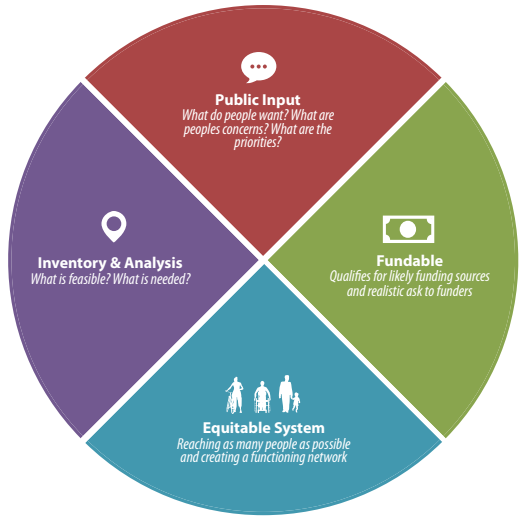 Public Input
What do people want? What are
peoples concerns? What are the
priorities?
Inventory & Analysis
What is feasible? What is needed?
Fundable
Qualifies for likely funding sources
and realistic ask to funders
Equitable System
Reaching as many people as possible
and creating a functioning network